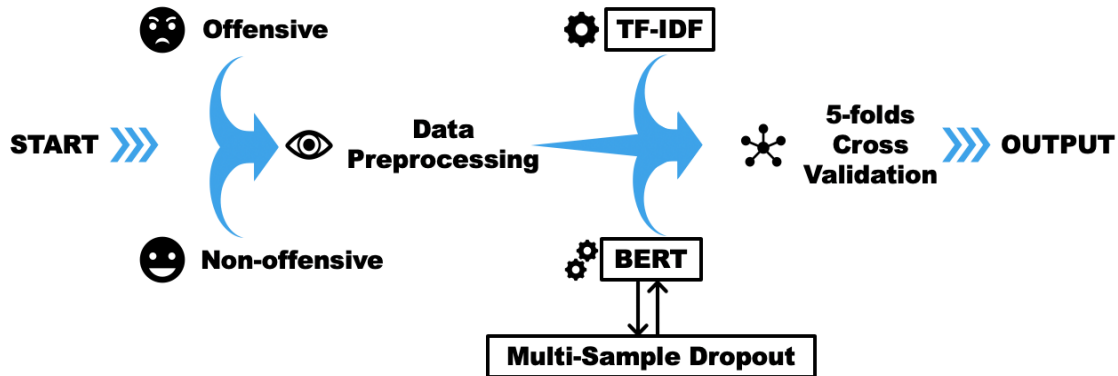 Offensive
TF-IDF
START
Data
Preprocessing
5-folds
Cross
Validation
OUTPUT
Non-offensive
BERT
Multi-Sample Dropout